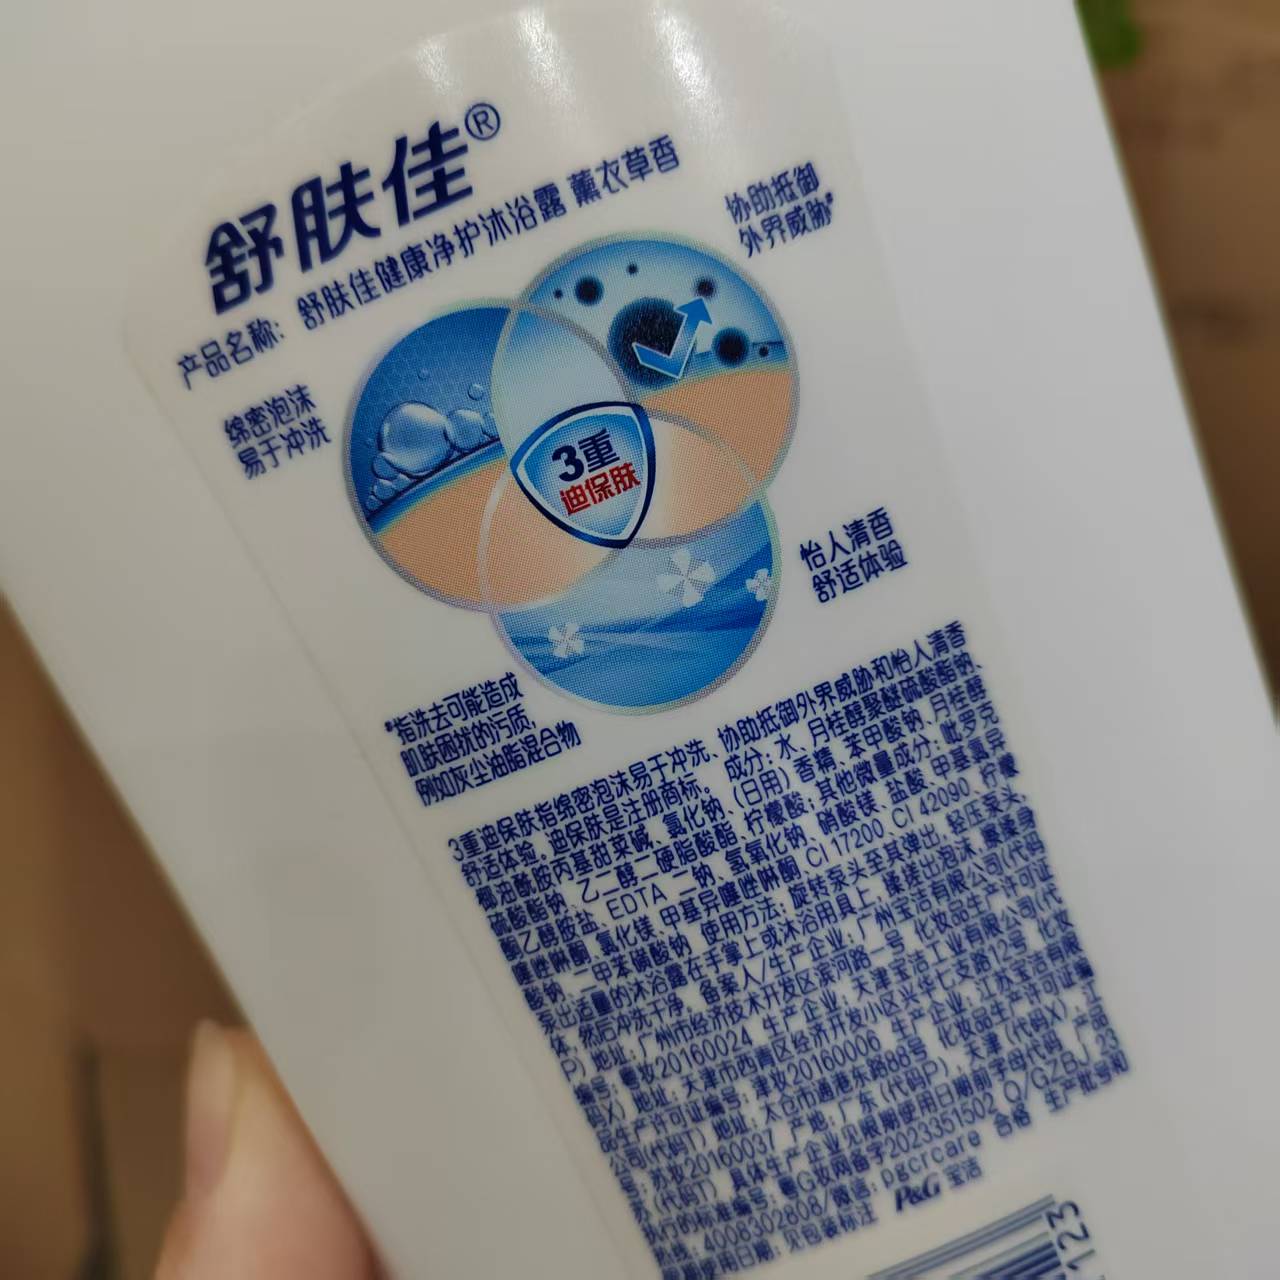 舒肤佳®
产品名称：舒肤佳健康净护沐浴露 薰衣草香
协助抵御
外界威胁*
绵密泡沫
易于冲洗
3重
迪保肤
怡人清香
舒适体验
*指洗去可能造成
肌肤困扰的污质，
例如灰尘油脂混合物
3重迪保肤指绵密泡沫易于冲洗、协助抵御外界威胁和怡人清香
舒适体验。迪保肤是注册商标。 成分：水、月桂醇聚醚硫酸酯钠、
椰油酰胺丙基甜菜碱、氯化钠、(日用)香精、苯甲酸钠、月桂醇
硫酸酯钠、乙二醇二硬脂酸酯、柠檬酸；其他微量成分：吡罗克
酮乙醇胺盐、EDTA 二钠、氢氧化钠、硝酸镁、盐酸、甲基氯异
噻唑啉酮、氯化镁、甲基异噻唑啉酮、CI 17200、CI 42090、柠檬
酸钠、二甲苯磺酸钠 使用方法：旋转泵头至其弹出，轻压泵头，
泵出适量的沐浴露在手掌上或沐浴用具上，揉搓出泡沫，擦揉身
体，然后冲洗干净。备案人/生产企业：广州宝洁有限公司(代码
P) 地址：广州市经济技术开发区滨河路一号 化妆品生产许可证
编号：粤妆20160024 生产企业：天津宝洁工业有限公司(代
码X) 地址：天津市西青区经济开发小区兴华七支路12号 化妆
品生产许可证编号：津妆20160006 生产企业：江苏宝洁有限
公司(代码T) 地址：太仓市通港东路88号 化妆品生产许可证编
号：苏妆20160037 产地：广东(代码P)、天津(代码X)、江
苏(代码T) 具体生产企业见限期使用日期前字母代码 产品
执行的标准编号：粤G妆网备字2023351502 Q/GZBJ 23
热线：4008302808/微信：pgcrcare 合格 生产批号和
限期使用日期：见包装标注 P&G 宝洁
123